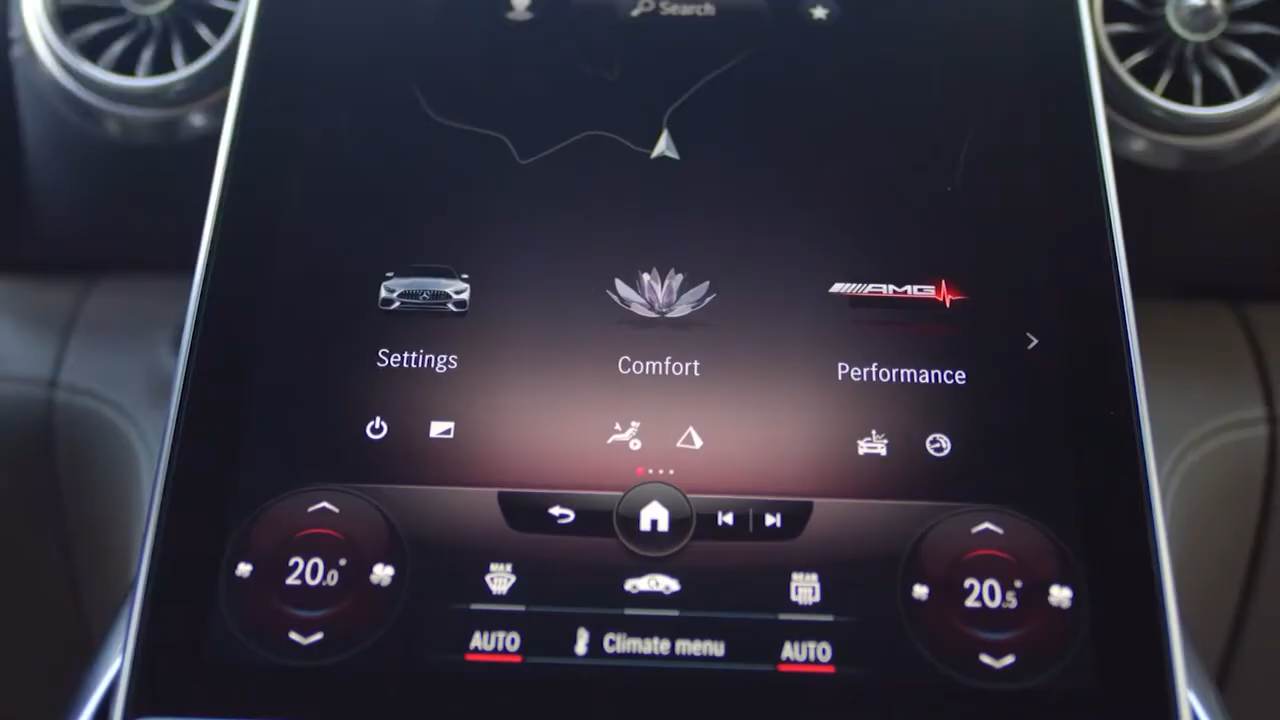 Search
AMG
Settings
Comfort
Performance
20.0°
20.5°
MAX
REAR
AUTO
Climate menu
AUTO